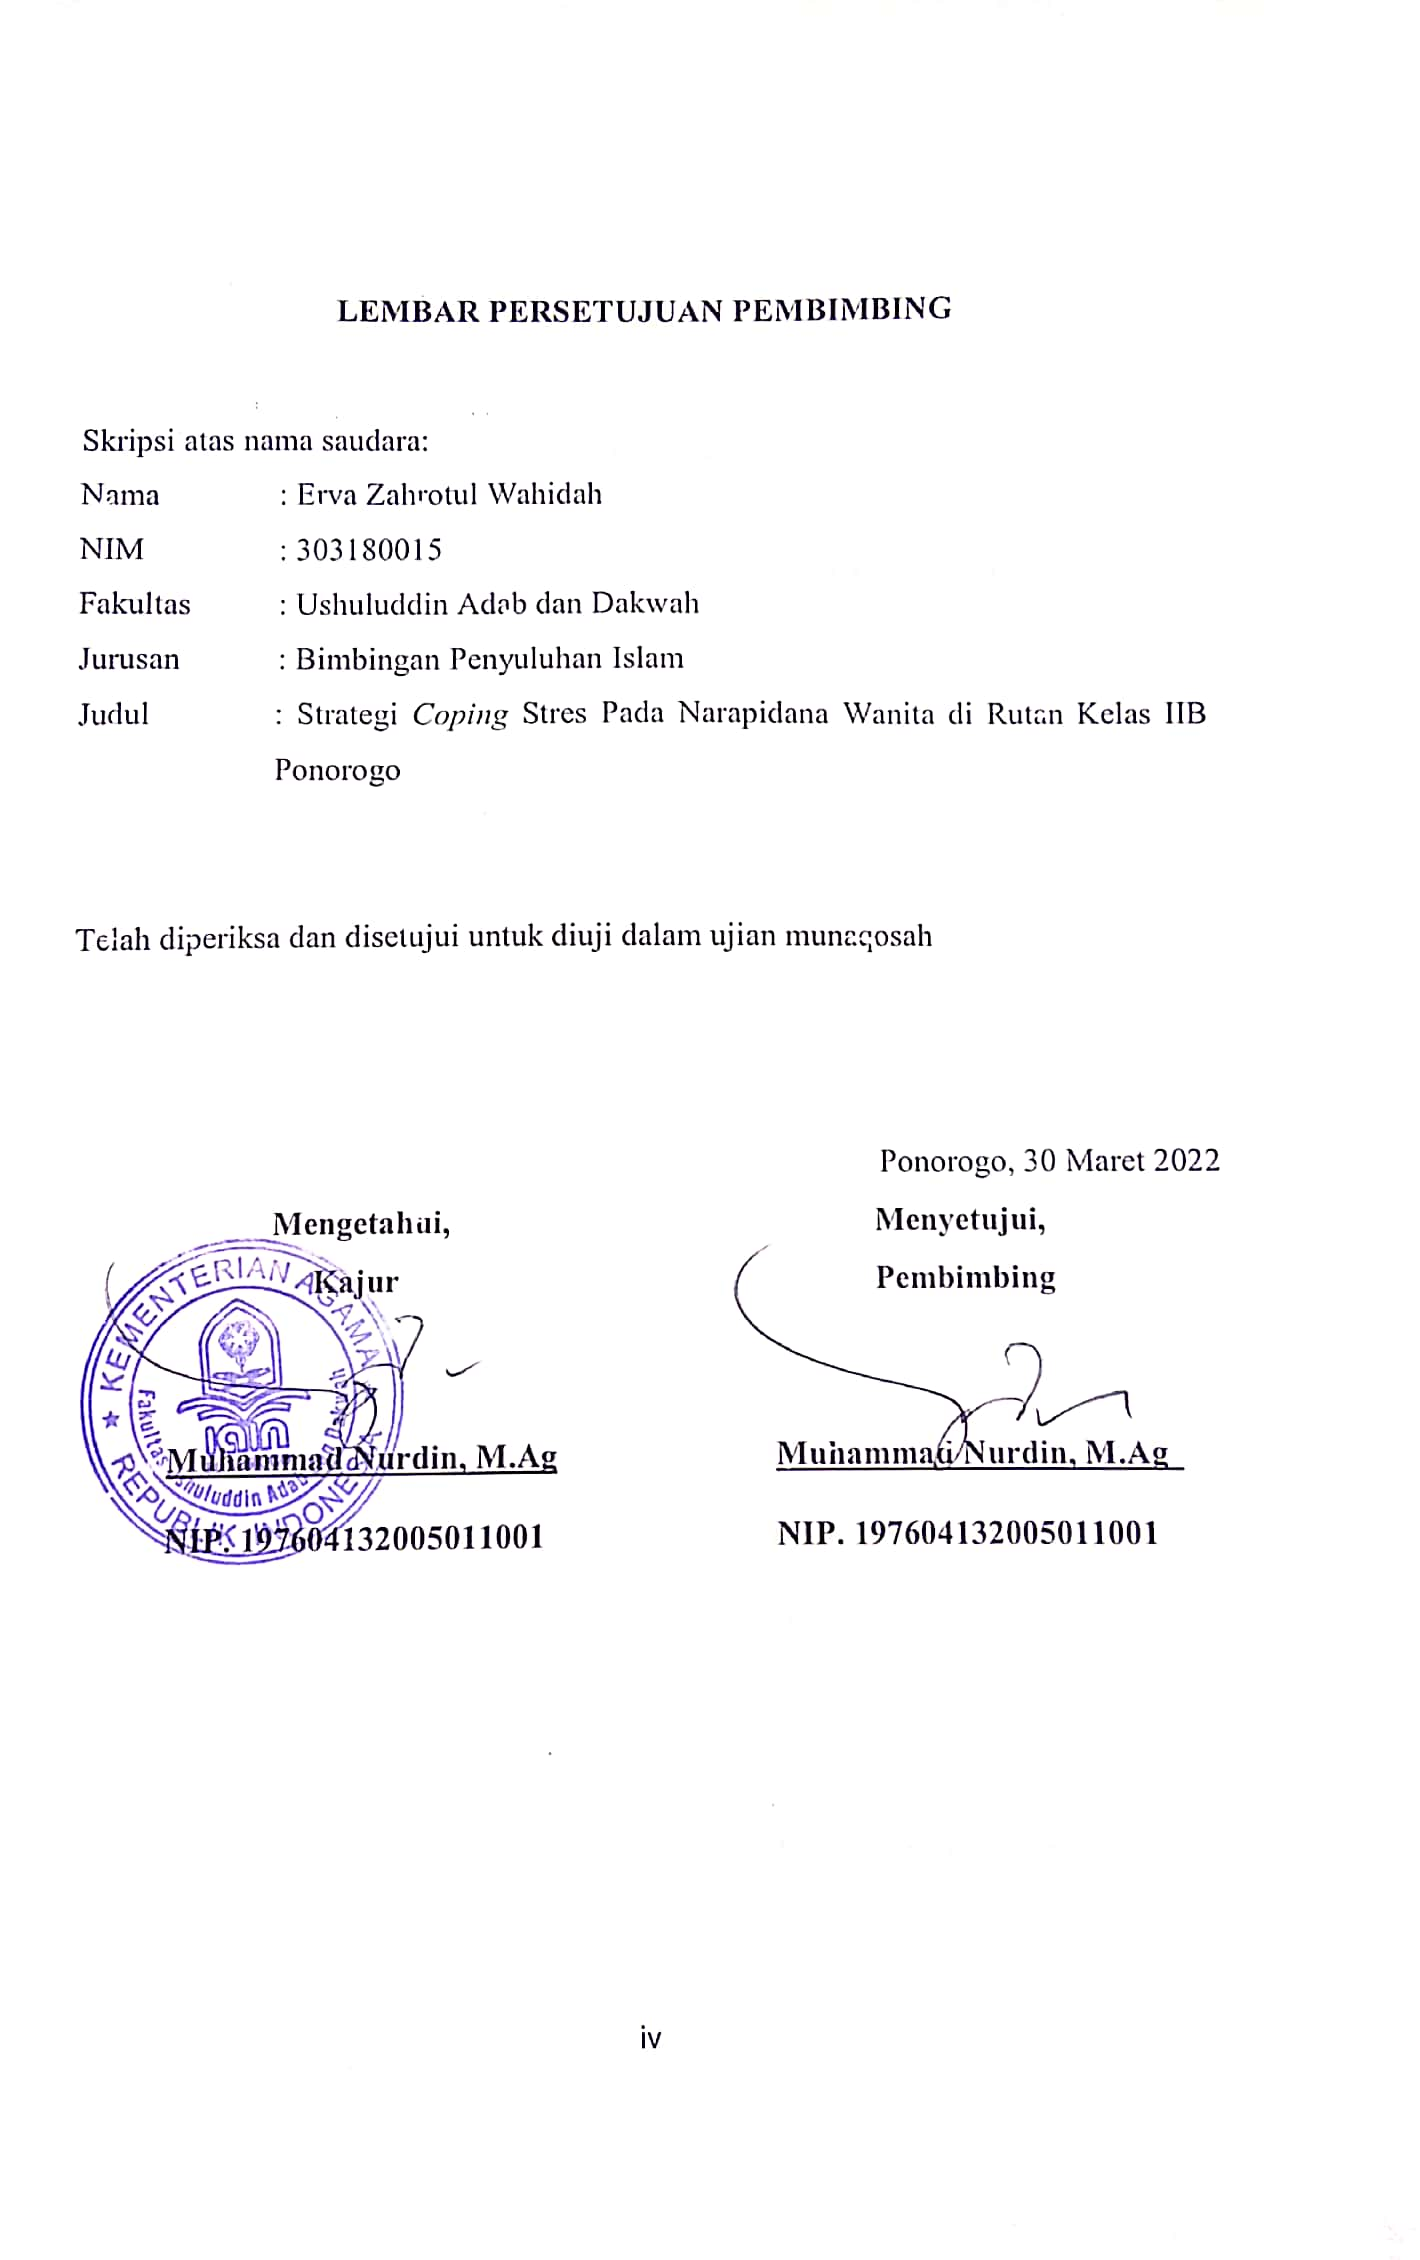 LEMBAR PERSETUJUAN PEMBIMBING
Skripsi atas nama saudara:
Nama : Erva Zahrotul Wahidah
NIM : 303180015
Fakultas : Ushuluddin Adab dan Dakwah
Jurusan : Bimbingan Penyuluhan Islam
Judul : Strategi Coping Stres Pada Narapidana Wanita di Rutan Kelas IIB
Ponorogo
Telah diperiksa dan disetujui untuk diuji dalam ujian munaqosah
Ponorogo, 30 Maret 2022
Mengetahui,
Kajur
Menyetujui,
Pembimbing
KEMENTERIAN AGAMA
REPUBLIK INDONE
Fakultas Ushuluddin Adab Dakwah
iain
Muhammad Nurdin, M.Ag
NIP. 197604132005011001
Muhammad Nurdin, M.Ag
NIP. 197604132005011001
iv